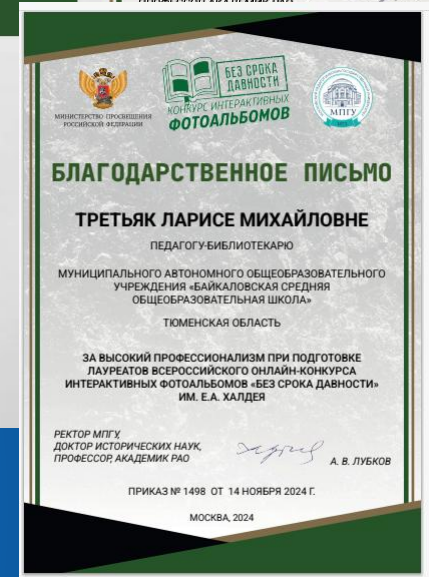 МИНИСТЕРСТВО ПРОСВЕЩЕНИЯ
РОССИЙСКОЙ ФЕДЕРАЦИИ
БЕЗ СРОКА
ДАВНОСТИ
КОНКУРС ИНТЕРАКТИВНЫХ
ФОТОАЛЬБОМОВ
МПГУ
БЛАГОДАРСТВЕННОЕ ПИСЬМО
ТРЕТЬЯК ЛАРИСЕ МИХАЙЛОВНЕ
ПЕДАГОГУ-БИБЛИОТЕКАРЮ
МУНИЦИПАЛЬНОГО АВТОНОМНОГО ОБЩЕОБРАЗОВАТЕЛЬНОГО
УЧРЕЖДЕНИЯ «БАЙКАЛОВСКАЯ СРЕДНЯЯ
ОБЩЕОБРАЗОВАТЕЛЬНАЯ ШКОЛА»
ТЮМЕНСКАЯ ОБЛАСТЬ
ЗА ВЫСОКИЙ ПРОФЕССИОНАЛИЗМ ПРИ ПОДГОТОВКЕ
ЛАУРЕАТОВ ВСЕРОССИЙСКОГО ОНЛАЙН-КОНКУРСА
ИНТЕРАКТИВНЫХ ФОТОАЛЬБОМОВ «БЕЗ СРОКА ДАВНОСТИ»
ИМ. Е.А. ХАЛДЕЯ
РЕКТОР МПГУ,
ДОКТОР ИСТОРИЧЕСКИХ НАУК,
ПРОФЕССОР, АКАДЕМИК РАО
А. В. ЛУБКОВ
ПРИКАЗ № 1498 ОТ 14 НОЯБРЯ 2024 Г.
МОСКВА, 2024